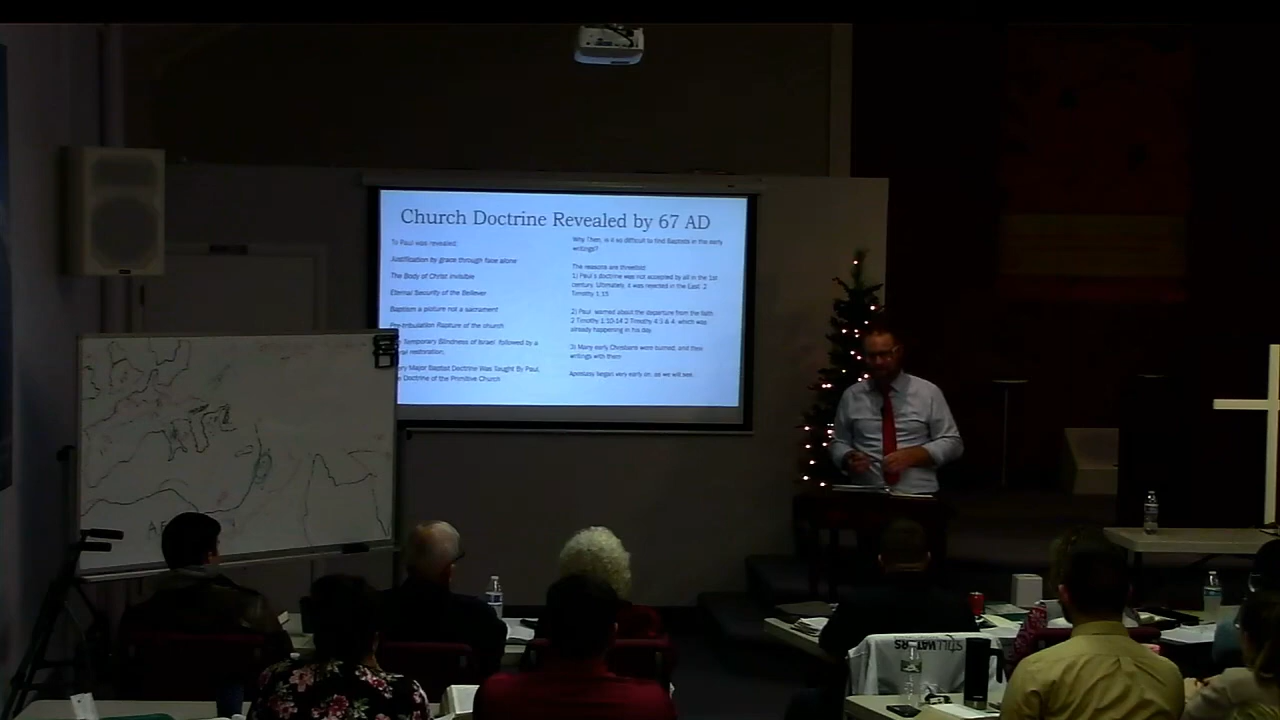 Church Doctrine Revealed by 67 AD
To Paul was revealed:
Justification by grace through face alone
The Body of Christ invisible
Eternal Security of the Believer
Baptism a picture not a sacrament
Pre-tribulation Rapture of the church
Temporary Blindness of Israel followed by a
restoration.
Major Baptist Doctrine Was Taught By Paul,
Doctrine of the Primitive Church
Why Then, is it so difficult to find Baptists in the early
writings?
The reasons are threefold
1) Paul's doctrine was not accepted by all in the 1st
century. Ultimately, it was rejected in the East. 2
Timothy 1:15
2) Paul warned about the departure from the faith
2 Timothy 1:10-14 2 Timothy 4:3 & 4 which was
already happening in his day
3) Many early Christians were burned, and their
writings with them
Apostasy began very early on, as we will see.
STILLWATERS